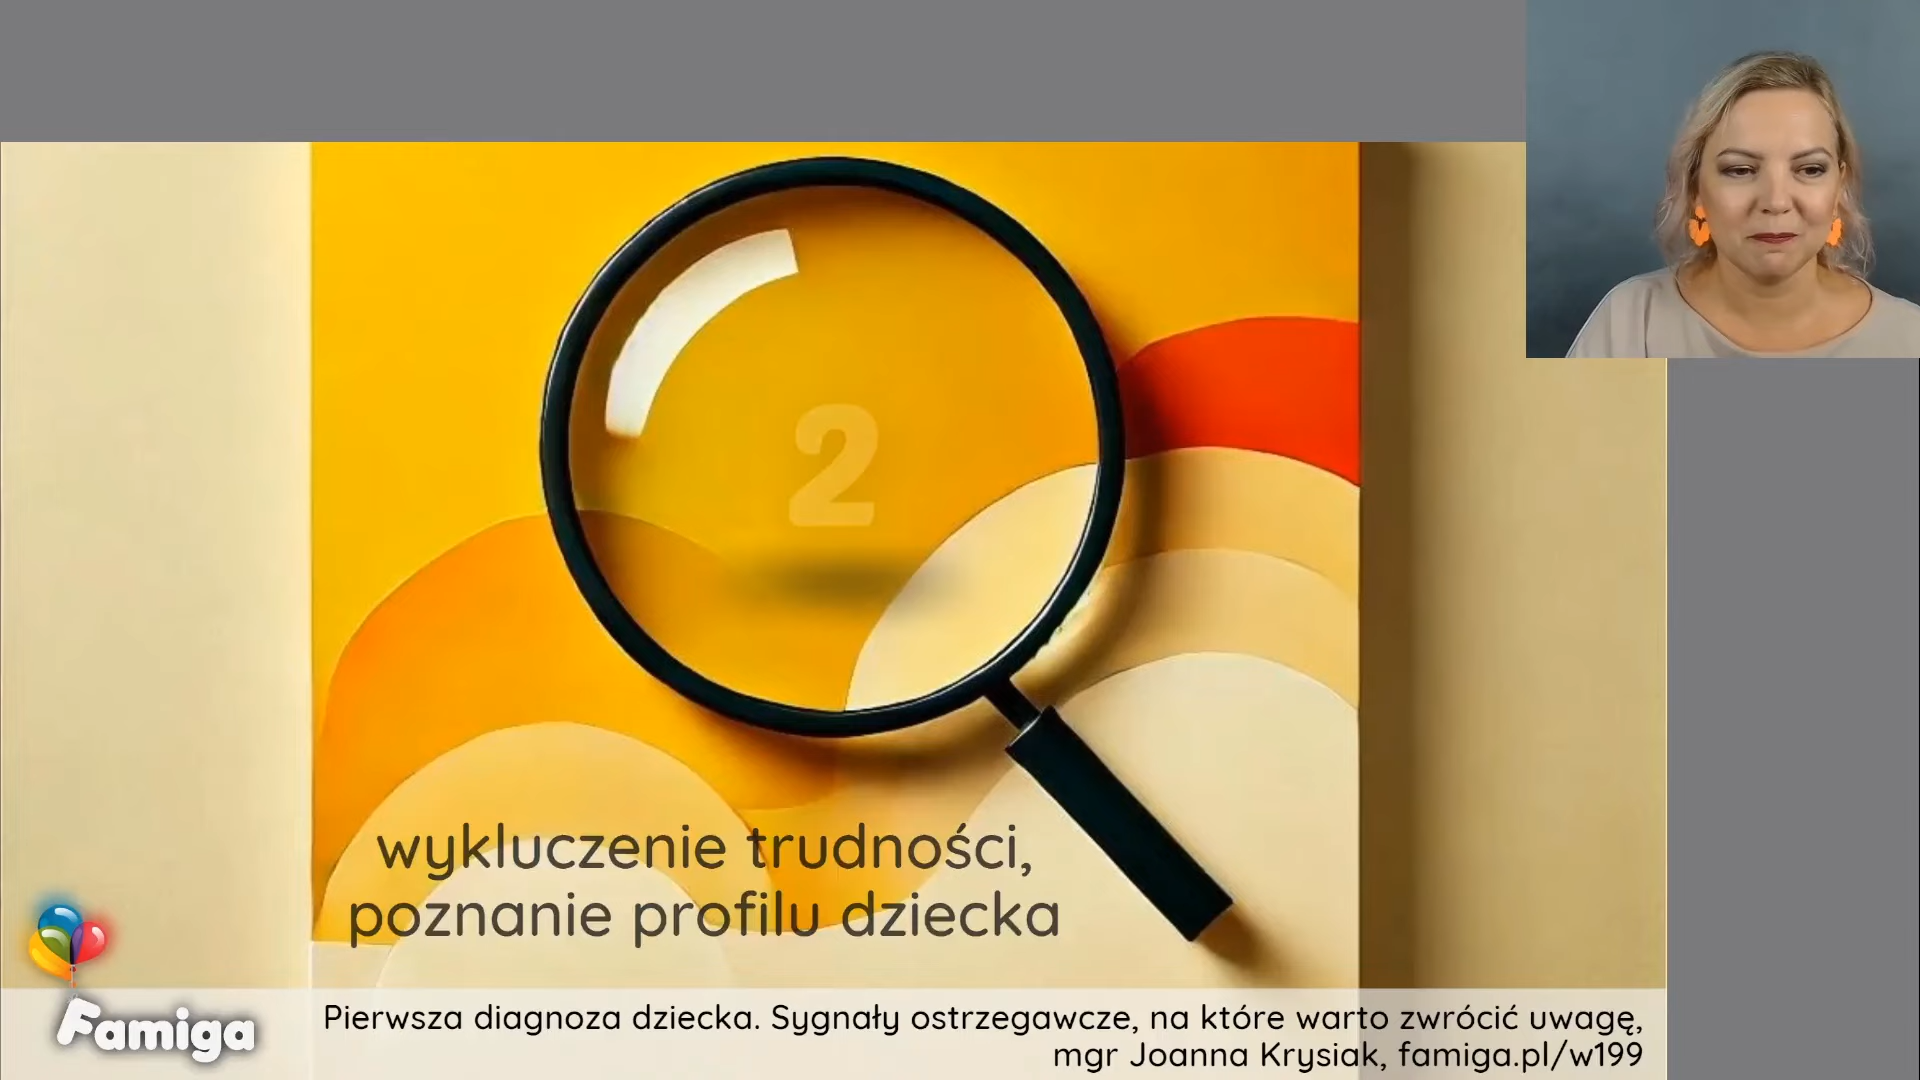 2
wykluczenie trudności,
poznanie profilu dziecka
Famiga
Pierwsza diagnoza dziecka. Sygnały ostrzegawcze, na które warto zwrócić uwagę,
mgr Joanna Krysiak, famiga.pl/w199